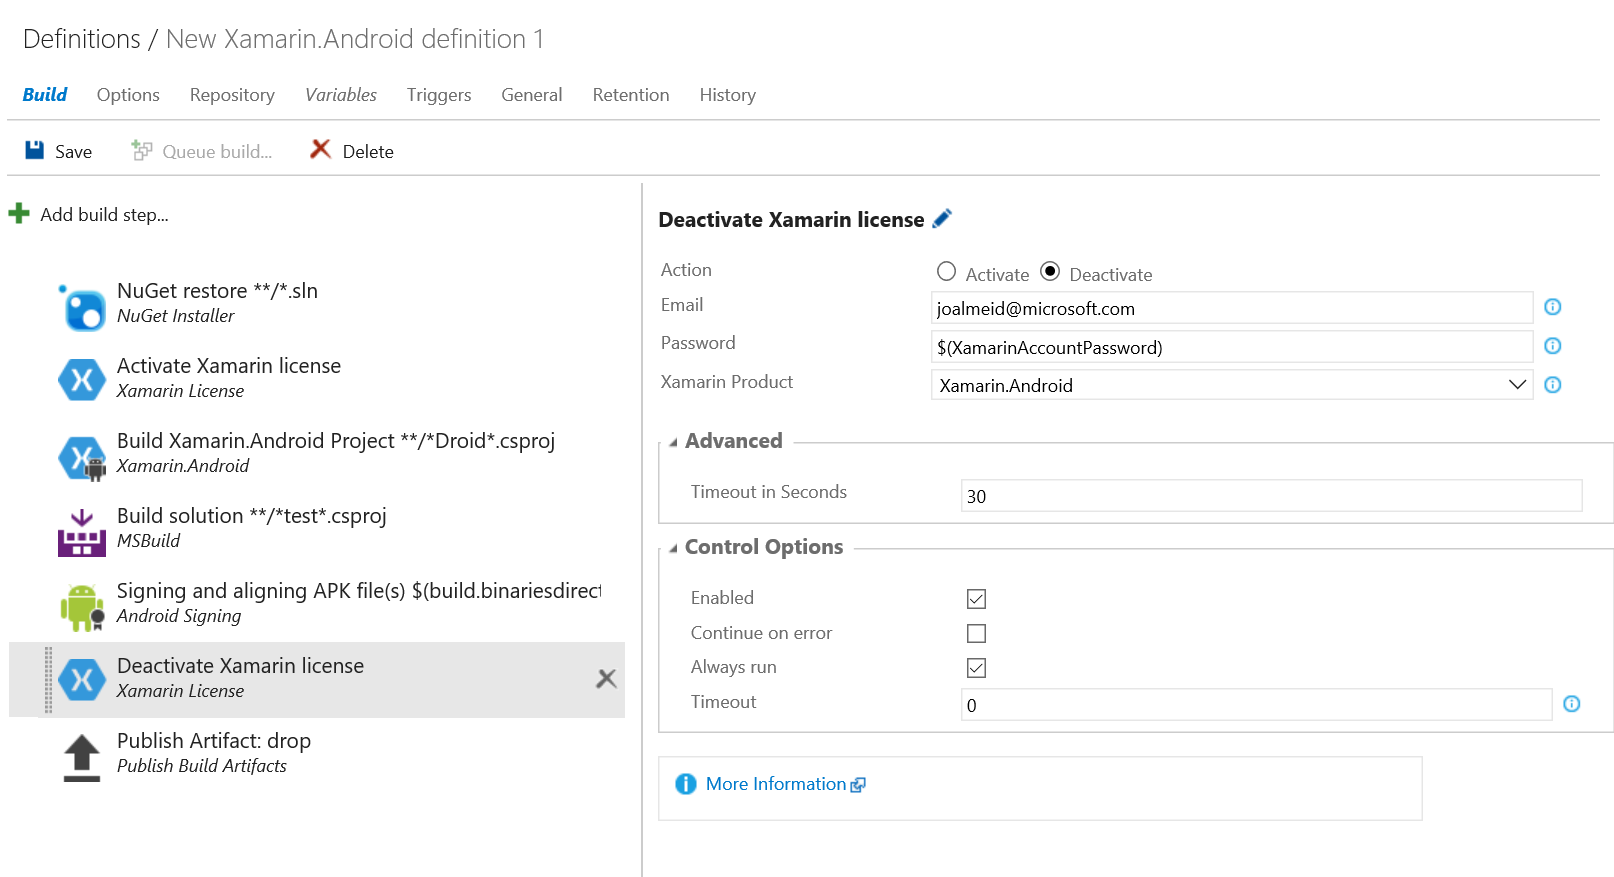 Definitions / New Xamarin.Android definition 1
Build Options Repository Variables Triggers General Retention History
Save Queue build... Delete
Add build step...
NuGet restore **/*.sln
NuGet Installer
Activate Xamarin license
Xamarin License
Build Xamarin.Android Project **/*Droid*.csproj
Xamarin.Android
Build solution **/*test*.csproj
MSBuild
Signing and aligning APK file(s) $(build.binariesdirect
Android Signing
Deactivate Xamarin license
Xamarin License
Publish Artifact: drop
Publish Build Artifacts
Deactivate Xamarin license
Action Activate Deactivate
Email joalmeid@microsoft.com
Password $(XamarinAccountPassword)
Xamarin Product Xamarin.Android
Advanced
Timeout in Seconds 30
Control Options
Enabled
Continue on error
Always run
Timeout 0
More Information